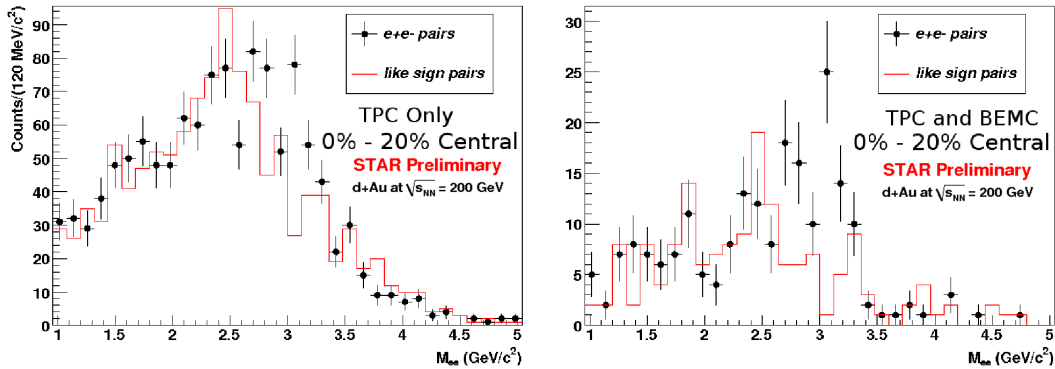 Counts/(120 MeV/c²)
90
80
70
60
50
40
30
20
10
0
e+e- pairs
like sign pairs
TPC Only
0% - 20% Central
STAR Preliminary
d+Au at √sNN = 200 GeV
1 1.5 2 2.5 3 3.5 4 4.5 5
Mee (GeV/c²)
30
25
20
15
10
5
0
e+e- pairs
like sign pairs
TPC and BEMC
0% - 20% Central
STAR Preliminary
d+Au at √sNN = 200 GeV
1 1.5 2 2.5 3 3.5 4 4.5 5
Mee (GeV/c²)